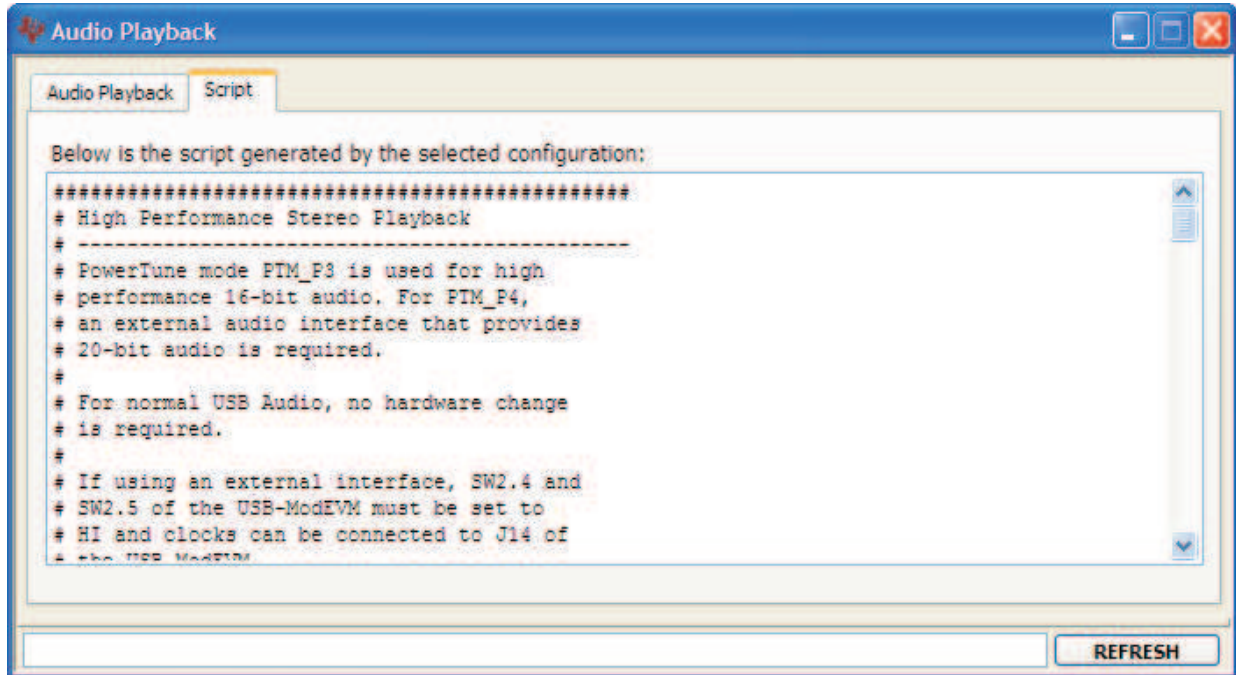 Audio Playback
Audio Playback Script
Below is the script generated by the selected configuration:
###############################################
# High Performance Stereo Playback
# ---------------------------------------------
# PowerTune mode PTM_P3 is used for high
# performance 16-bit audio. For PTM_P4,
# an external audio interface that provides
# 20-bit audio is required.
#
# For normal USB Audio, no hardware change
# is required.
#
# If using an external interface, SW2.4 and
# SW2.5 of the USB-ModEVM must be set to
# HI and clocks can be connected to J14 of
# the USB-ModEVM
REFRESH